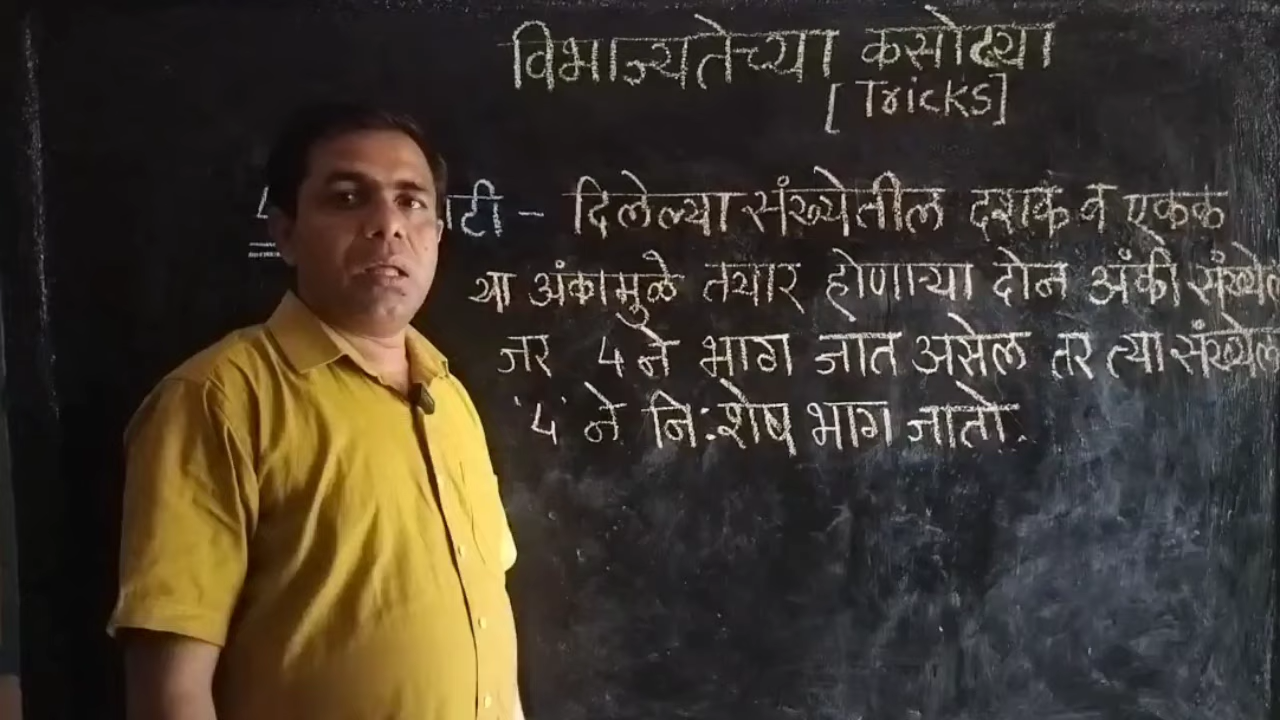 विभाज्यतेच्या कसोट्या
[Tricks]
– दिलेल्या संख्येतील दशक व एकक
या अंकामुळे तयार होणाऱ्या दोन अंकी
जर 4 ने भाग जात असेल तर त्या
'4' ने नि:शेष भाग जातो.